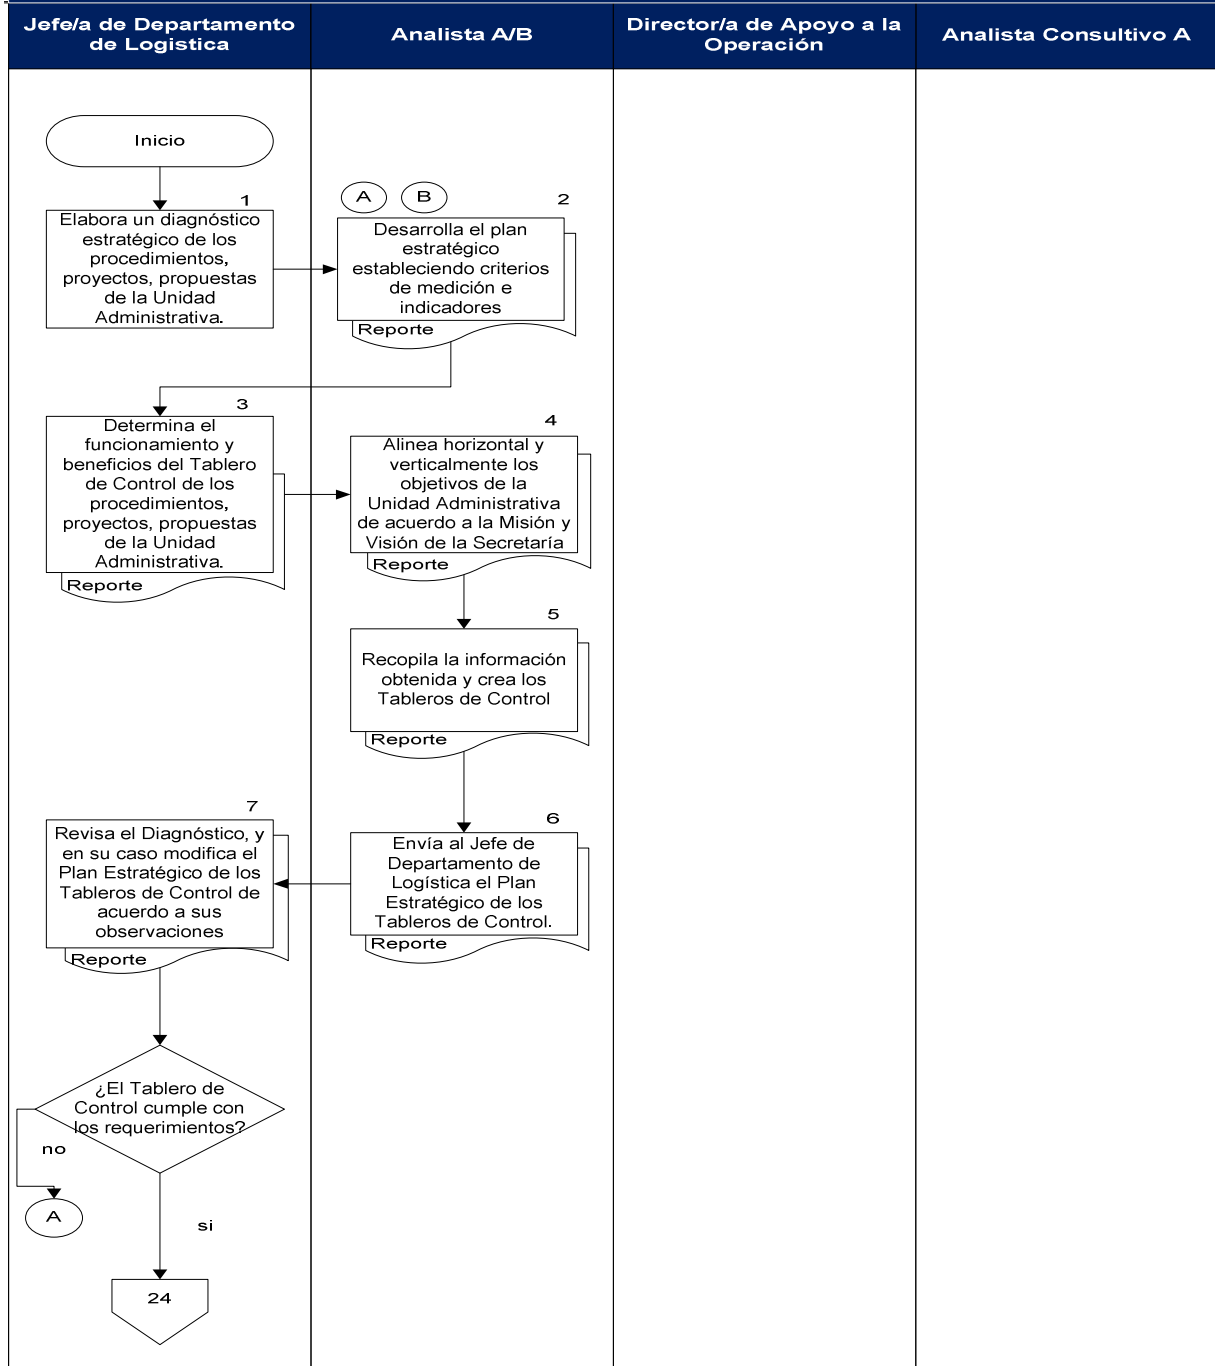 Jefe/a de Departamento
de Logistica
Analista A/B
Director/a de Apoyo a la
Operación
Analista Consultivo A
Inicio
1
Elabora un diagnóstico
estratégico de los
procedimientos,
proyectos, propuestas
de la Unidad
Administrativa.
A
B
2
Desarrolla el plan
estratégico
estableciendo criterios
de medición e
indicadores
Reporte
3
Determina el
funcionamiento y
beneficios del Tablero
de Control de los
procedimientos,
proyectos, propuestas
de la Unidad
Administrativa.
Reporte
4
Alinea horizontal y
verticalmente los
objetivos de la
Unidad Administrativa
de acuerdo a la Misión y
Visión de la Secretaría
Reporte
5
Recopila la información
obtenida y crea los
Tableros de Control
Reporte
6
Envía al Jefe de
Departamento de
Logística el Plan
Estratégico de los
Tableros de Control.
Reporte
7
Revisa el Diagnóstico, y
en su caso modifica el
Plan Estratégico de los
Tableros de Control de
acuerdo a sus
observaciones
Reporte
¿El Tablero de
Control cumple con
los requerimientos?
no
A
si
24